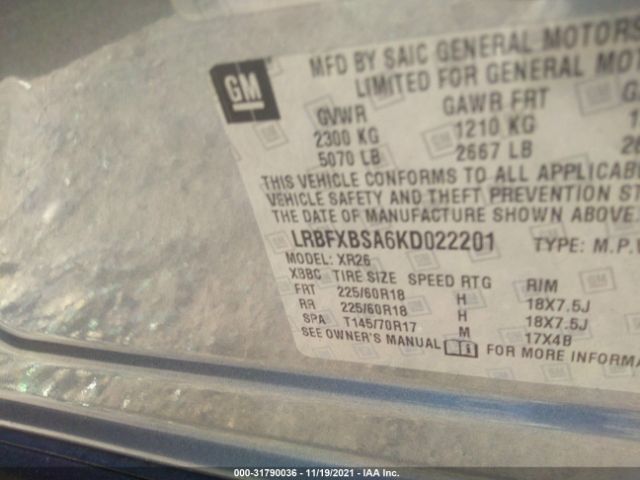 GM
MFD BY SAIC GENERAL MOTORS
LIMITED FOR GENERAL
GVWR GAWR FRT
2300 KG 1210 KG
5070 LB 2667 LB
THIS VEHICLE CONFORMS TO ALL APPLICABLE
VEHICLE SAFETY AND THEFT PREVENTION
THE DATE OF MANUFACTURE SHOWN ABOVE
LRBFXBSA6KD022201 TYPE: M.P.
MODEL: XR26
XBBC TIRE SIZE SPEED RTG RIM
FRT 225/60R18 H 18X7.5J
RR 225/60R18 H 18X7.5J
SPA T145/70R17 M 17X4B
SEE OWNER'S MANUAL FOR MORE INFORMA
000-31790036 - 11/19/2021 - IAA Inc.